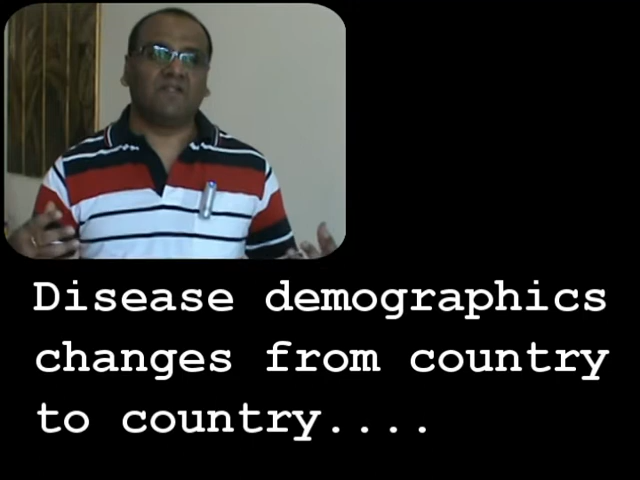 Disease demographics
changes from country
to country....